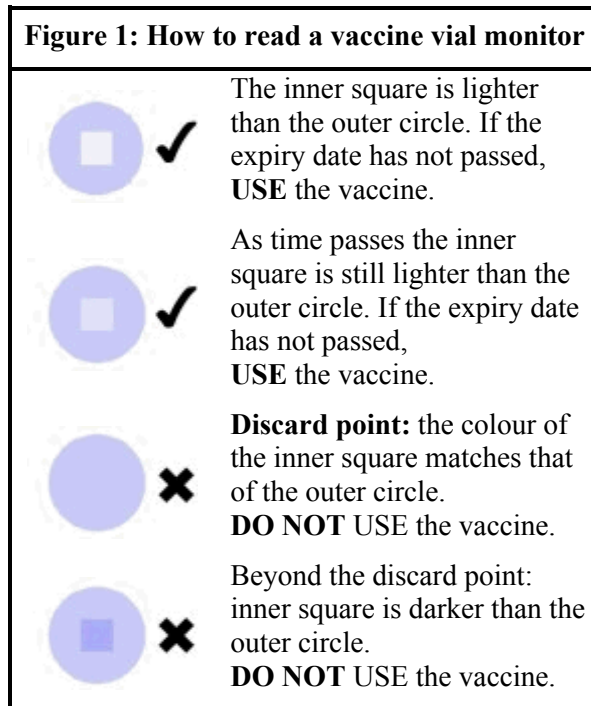 Figure 1: How to read a vaccine vial monitor
The inner square is lighter
than the outer circle. If the
expiry date has not passed,
USE the vaccine.
As time passes the inner
square is still lighter than the
outer circle. If the expiry date
has not passed,
USE the vaccine.
Discard point: the colour of
the inner square matches that
of the outer circle.
DO NOT USE the vaccine.
Beyond the discard point:
inner square is darker than the
outer circle.
DO NOT USE the vaccine.